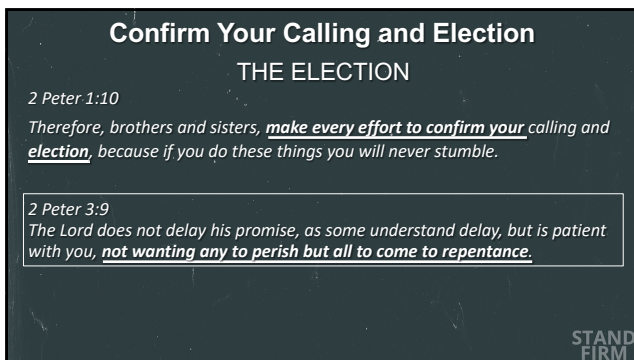 Confirm Your Calling and Election
THE ELECTION
2 Peter 1:10
Therefore, brothers and sisters, make every effort to confirm your calling and
election, because if you do these things you will never stumble.
2 Peter 3:9
The Lord does not delay his promise, as some understand delay, but is patient
with you, not wanting any to perish but all to come to repentance.
STAND
FIRM